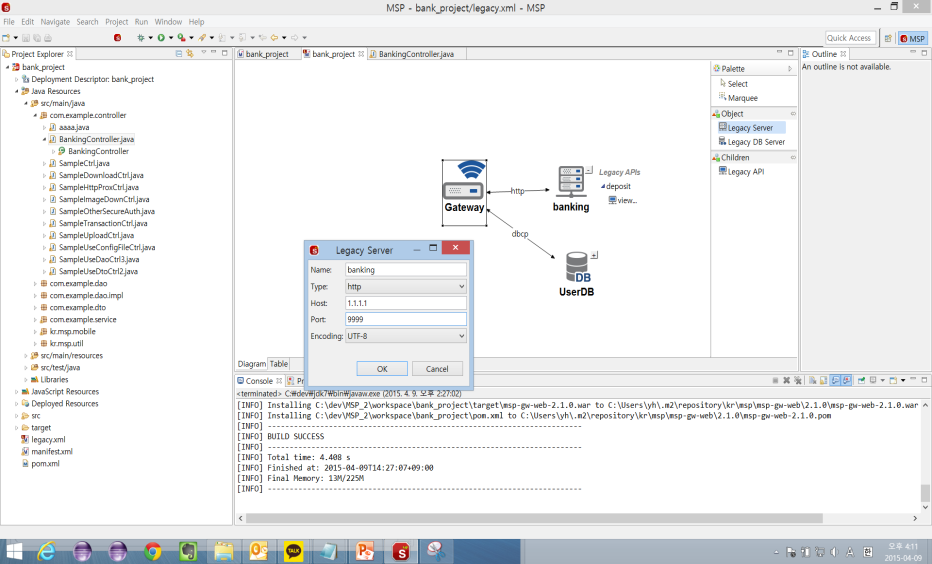 MSP - bank_project/legacy.xml - MSP
File Edit Navigate Search Project Run Window Help
Quick Access
MSP
Project Explorer
bank_project
Deployment Descriptor: bank_project
Java Resources
src/main/java
com.example.controller
aaaa.java
BankingController.java
BankingController
SampleCtrl.java
SampleDownloadCtrl.java
SampleHttpProxCtrl.java
SampleImageDownCtrl.java
SampleOtherSecureAuth.java
SampleTransactionCtrl.java
SampleUploadCtrl.java
SampleUseConfigFileCtrl.java
SampleUseDaoCtrl3.java
SampleUseDtoCtrl2.java
com.example.dao
com.example.dao.impl
com.example.dto
com.example.service
kr.msp.mobile
kr.msp.util
src/main/resources
src/test/java
Libraries
JavaScript Resources
Deployed Resources
src
target
legacy.xml
manifest.xml
pom.xml
bank_project
bank_project
BankingController.java
Gateway
http
banking
Legacy APIs
deposit
view...
dbcp
DB
UserDB
Palette
Select
Marquee
Object
Legacy Server
Legacy DB Server
Children
Legacy API
Outline
An outline is not available.
Legacy Server
Name: banking
Type: http
Host: 1.1.1.1
Port: 9999
Encoding: UTF-8
OK Cancel
Diagram Table
Console
<terminated> C:\dev\jdk7\bin\javaw.exe (2015. 4. 9. 오후 2:27:02)
[INFO] Installing C:\dev\MSP_2\workspace\bank_project\target\msp-gw-web-2.1.0.war to C:\Users\yh\.m2\repository\kr\msp\msp-gw-web\2.1.0\msp-gw-web-2.1.0.war
[INFO] Installing C:\dev\MSP_2\workspace\bank_project\pom.xml to C:\Users\yh\.m2\repository\kr\msp\msp-gw-web\2.1.0\msp-gw-web-2.1.0.pom
[INFO] ------------------------------------------------------------------------
[INFO] BUILD SUCCESS
[INFO] ------------------------------------------------------------------------
[INFO] Total time: 4.408 s
[INFO] Finished at: 2015-04-09T14:27:07+09:00
[INFO] Final Memory: 13M/225M
[INFO] ------------------------------------------------------------------------
TALK
A
오후 4:11
2015-04-09